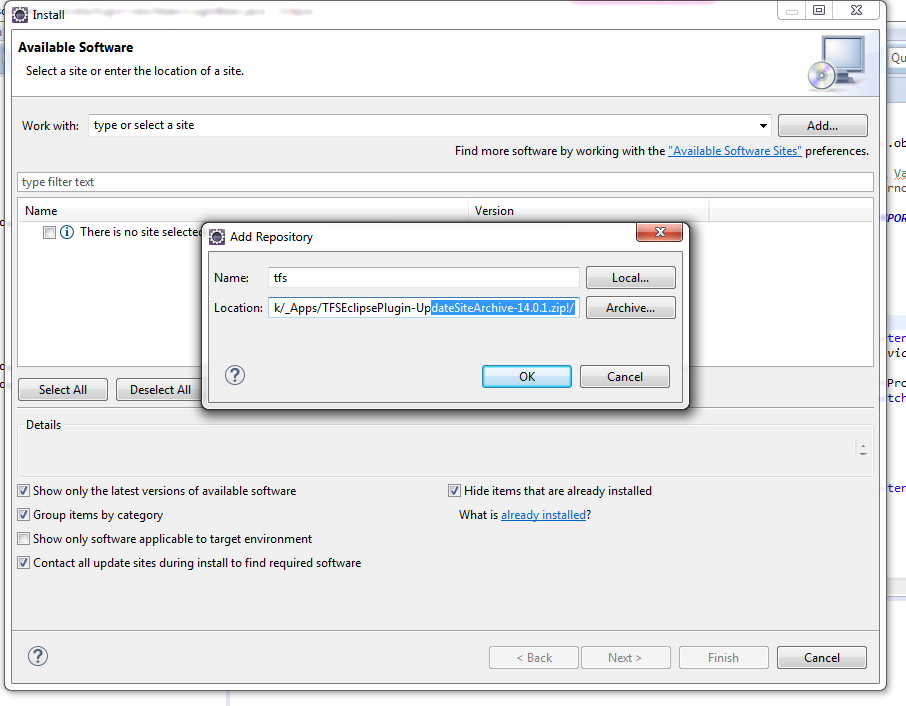 Install
Available Software
Select a site or enter the location of a site.
Qu
Work with: type or select a site Add...
Find more software by working with the "Available Software Sites" preferences.
type filter text
Name Version
There is no site selected
Add Repository
Name: tfs Local...
Location: k/_Apps/TFSEclipsePlugin-UpdateSiteArchive-14.0.1.zip!/ Archive...
OK Cancel
Select All Deselect All
Details
Show only the latest versions of available software
Hide items that are already installed
Group items by category
What is already installed?
Show only software applicable to target environment
Contact all update sites during install to find required software
< Back Next > Finish Cancel